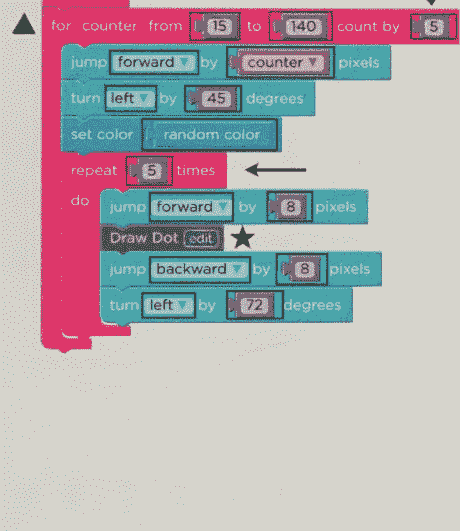 for counter from 15 to 140 count by 5
jump forward by counter pixels
turn left by 45 degrees
set color random color
repeat 5 times
do jump forward by 8 pixels
Draw Dot edit
jump backward by 8 pixels
turn left by 72 degrees